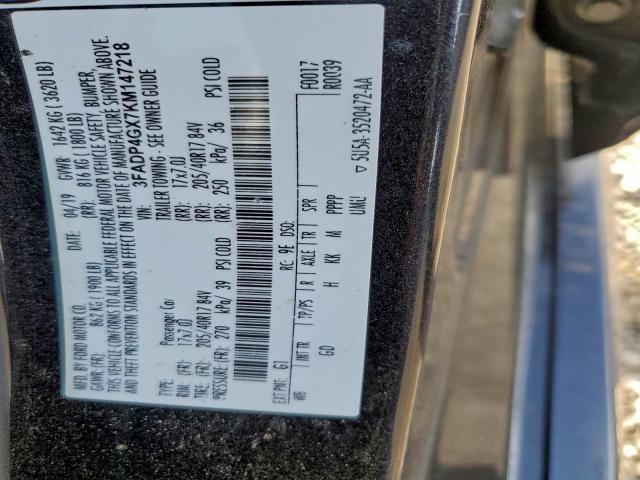 MFD. BY FORD MOTOR CO.
DATE: 04/19 GVWR: 1642 KG ( 3620 LB)
GAWR: (FR): 862 KG ( 1900 LB) (RR): 816 KG ( 1800 LB)
THIS VEHICLE CONFORMS TO ALL APPLICABLE FEDERAL MOTOR VEHICLE SAFETY, BUMPER,
AND THEFT PREVENTION STANDARDS IN EFFECT ON THE DATE OF MANUFACTURE SHOWN ABOVE.
VIN: 3FADP4GX7KM147218
TYPE: Passenger Car TRAILER TOWING - SEE OWNER GUIDE
RIM: (FR): 17x7.0J (RR): 17x7.0J
TIRE: (FR): 205/40R17 84V (RR): 205/40R17 84V
PRESSURE: (FR): 270 kPa/ 39 PSI COLD (RR): 250 kPa/ 36 PSI COLD
EXT PNT: G1 RC: 9E DSO: F0017
R0039
WB INT TR TP/PS R AXLE TR SPR
GD H KK M PPPP
UMIU
5U5A-3520472-AA